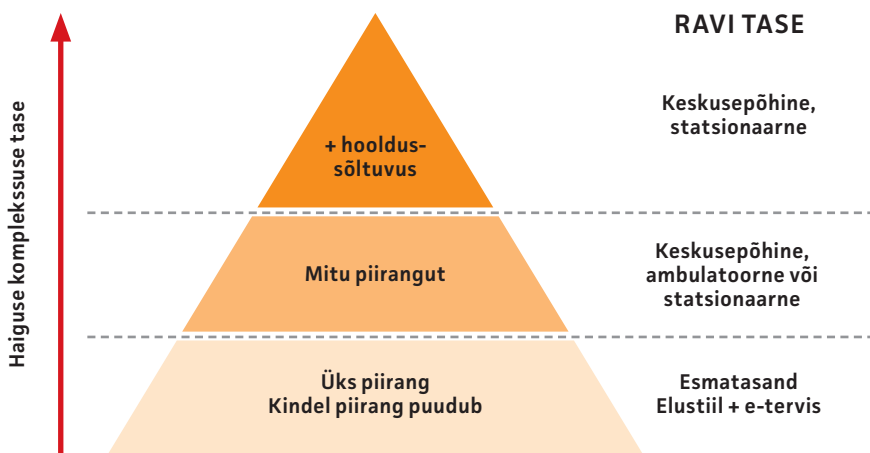 RAVI TASE
Haiguse komplekssuse tase
+ hooldus-
sõltuvus
Keskusepõhine,
statsionaarne
Mitu piirangut
Keskusepõhine,
ambulatoorne või
statsionaarne
Üks piirang
Kindel piirang puudub
Esmatasand
Elustiil + e-tervis